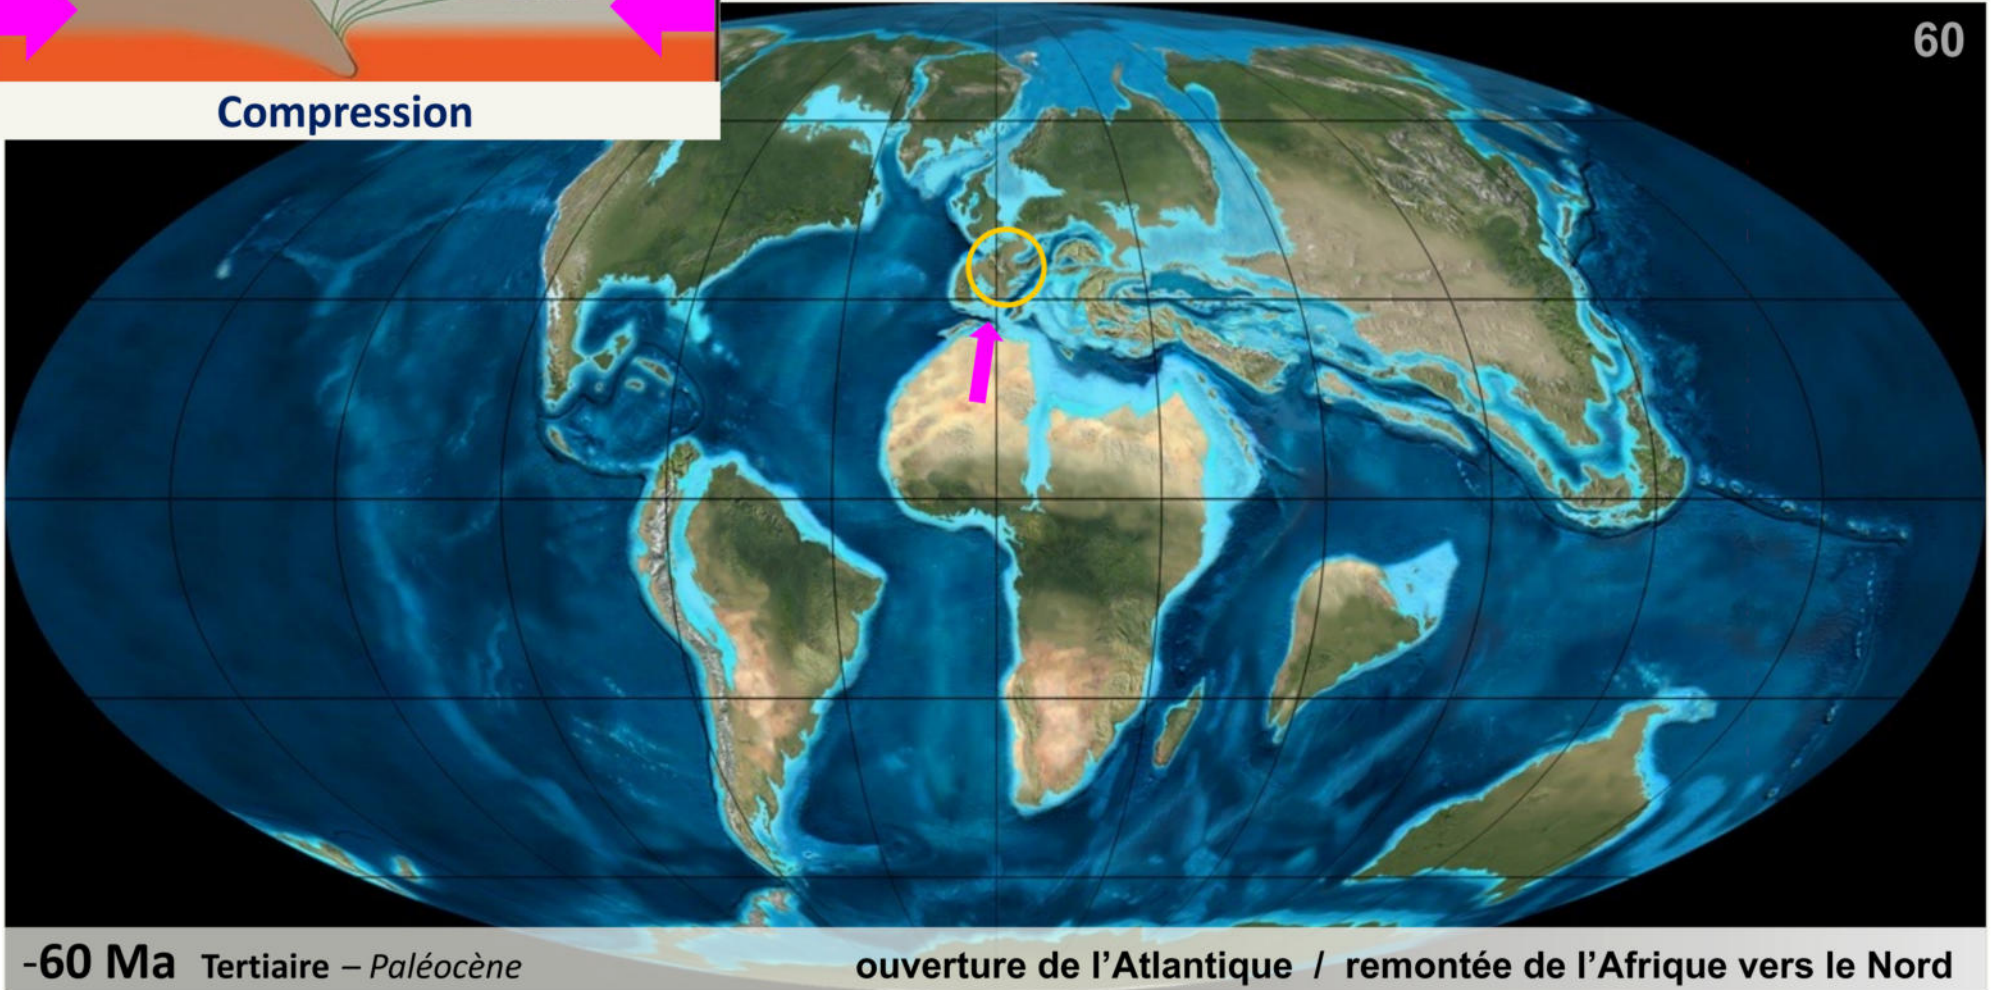 60
Compression
-60 Ma Tertiaire – Paléocène
ouverture de l'Atlantique / remontée de l'Afrique vers le Nord